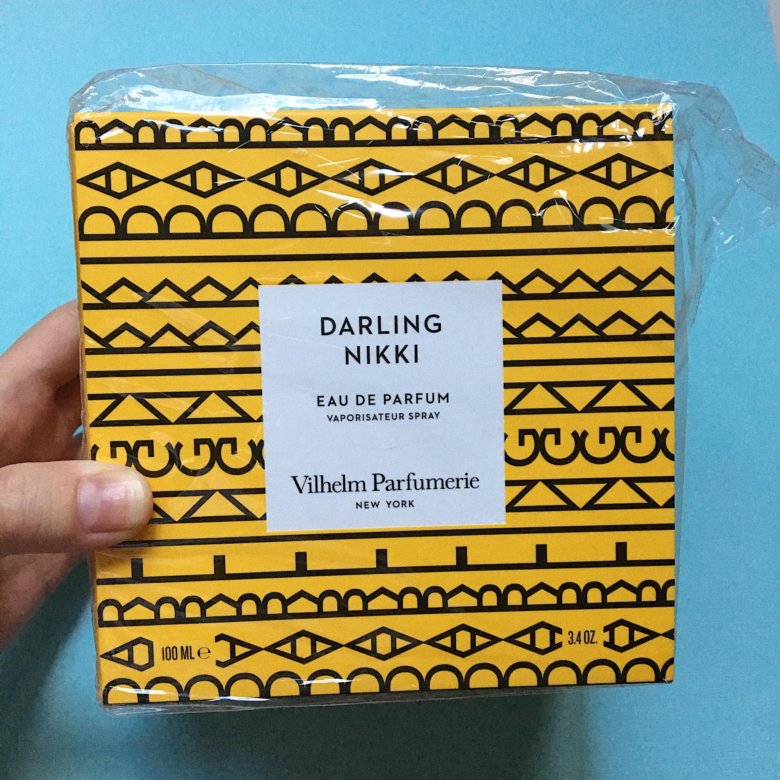 DARLING
NIKKI
EAU DE PARFUM
VAPORISATEUR SPRAY
Vilhelm Parfumerie
NEW YORK
100 ML ℮
3.4 OZ.